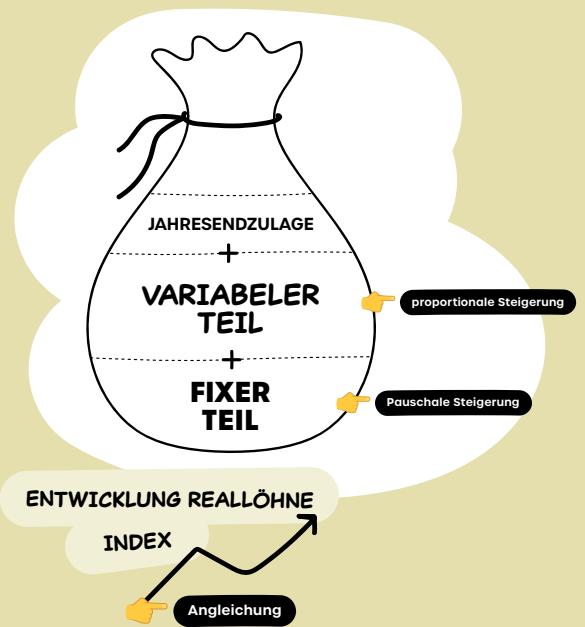 JAHRESENDZULAGE
+
VARIABELER
TEIL
proportionale Steigerung
+
FIXER
TEIL
Pauschale Steigerung
ENTWICKLUNG REALLÖHNE
INDEX
Angleichung